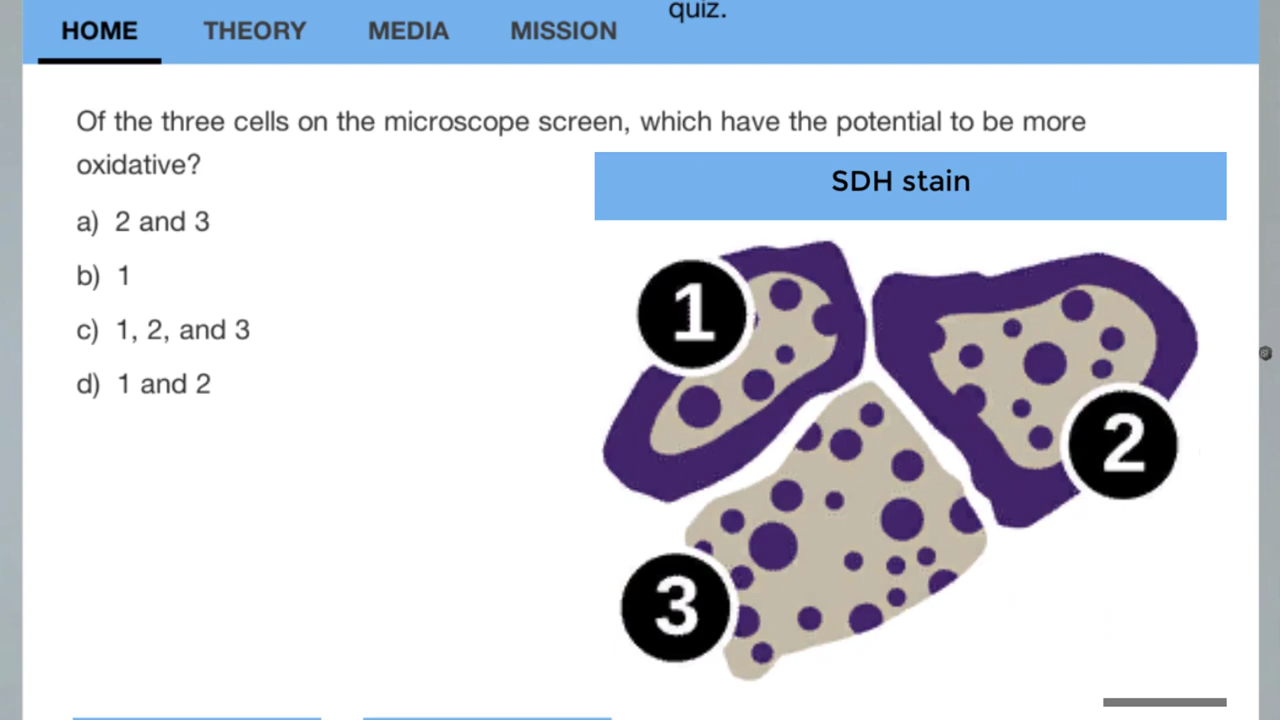 quiz.
HOME THEORY MEDIA MISSION
Of the three cells on the microscope screen, which have the potential to be more
oxidative?
SDH stain
a) 2 and 3
b) 1
c) 1, 2, and 3
d) 1 and 2
1
2
3